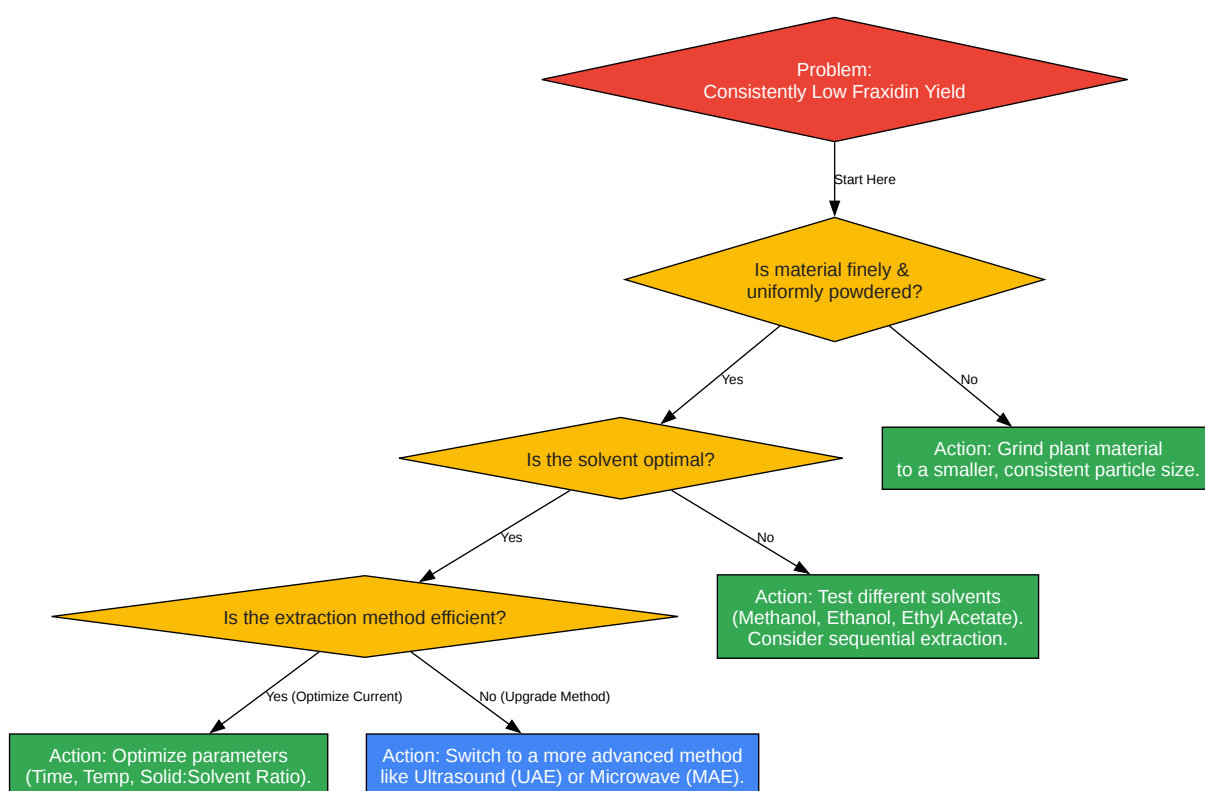 Problem:
Consistently Low Fraxidin Yield
Start Here
Is material finely &
uniformly powdered?
Yes
No
Action: Grind plant material
to a smaller, consistent particle size.
Is the solvent optimal?
Yes
No
Action: Test different solvents
(Methanol, Ethanol, Ethyl Acetate).
Consider sequential extraction.
Is the extraction method efficient?
Yes (Optimize Current)
No (Upgrade Method)
Action: Optimize parameters
(Time, Temp, Solid:Solvent Ratio).
Action: Switch to a more advanced method
like Ultrasound (UAE) or Microwave (MAE).